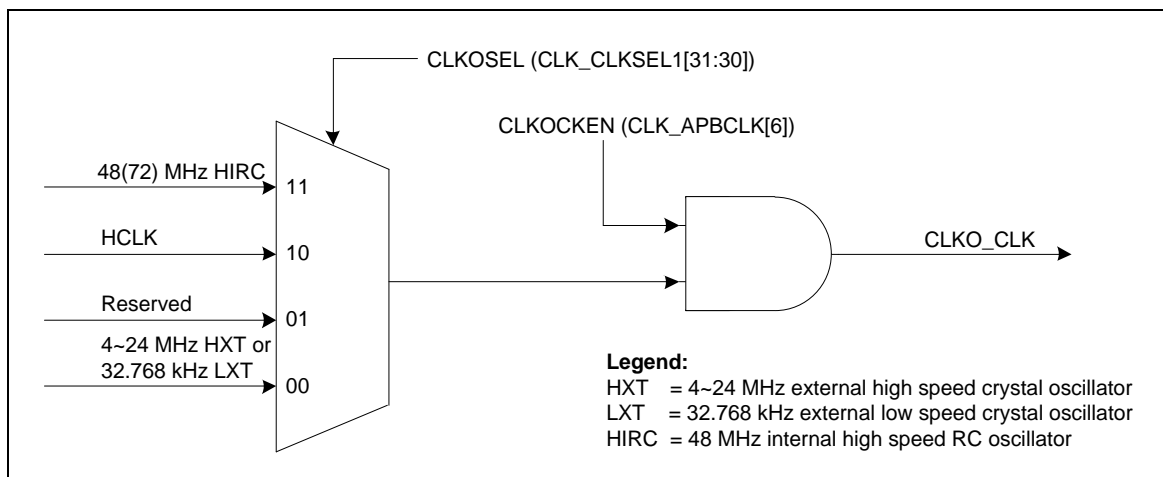 CLKOSEL (CLK_CLKSEL1[31:30])
CLKOCKEN (CLK_APBCLK[6])
48(72) MHz HIRC
11
HCLK
10
CLKO_CLK
Reserved
01
4~24 MHz HXT or
32.768 kHz LXT
00
Legend:
HXT = 4~24 MHz external high speed crystal oscillator
LXT = 32.768 kHz external low speed crystal oscillator
HIRC = 48 MHz internal high speed RC oscillator